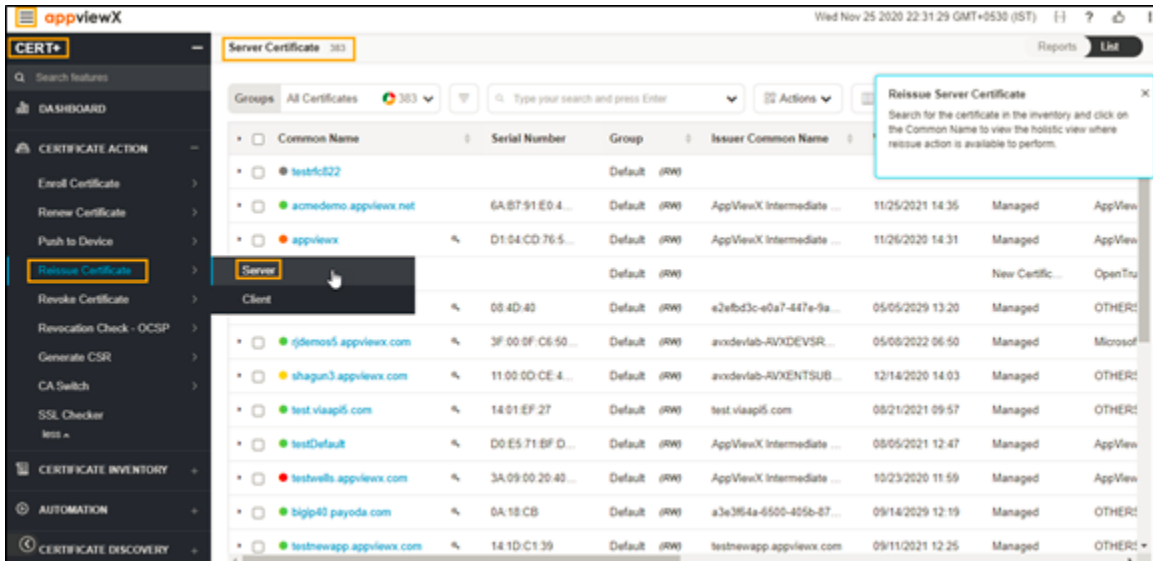 appviewX
Wed Nov 25 2020 22:31:29 GMT+0530 (IST)
?
CERT+
Server Certificate 383
Reports
List
Search features
DASHBOARD
CERTIFICATE ACTION
Enroll Certificate
Renew Certificate
Push to Device
Reissue Certificate
Revoke Certificate
Revocation Check - OCSP
Generate CSR
CA Switch
SSL Checker
less
CERTIFICATE INVENTORY
AUTOMATION
CERTIFICATE DISCOVERY
Server
Client
Groups All Certificates 383
Type your search and press Enter
Actions
Reissue Server Certificate
Search for the certificate in the inventory and click on
the Common Name to view the holistic view where
reissue action is available to perform.
Common Name Serial Number Group Issuer Common Name
testrfc822 Default (RW)
acmedemo.appviewx.net 6A:B7:91:E0:4... Default (RW) AppViewX Intermediate ... 11/25/2021 14:35 Managed AppView
appviewx D1:04:CD:76:5... Default (RW) AppViewX Intermediate ... 11/26/2020 14:31 Managed AppView
Default (RW) New Certific... OpenTru
08:4D:40 Default (RW) e2efbd3c-e0a7-447e-9a... 05/05/2029 13:20 Managed OTHERS
rjdemos5.appviewx.com 3F:00:0F:C6:50... Default (RW) avxdevlab-AVXDEVSR... 05/08/2022 06:50 Managed Microsof
shagun3.appviewx.com 11:00:0D:CE:4... Default (RW) avxdevlab-AVXENTSUB... 12/14/2020 14:03 Managed OTHERS
test.viaapi5.com 14:01:EF:27 Default (RW) test.viaapi5.com 08/21/2021 09:57 Managed OTHERS
testDefault D0:E5:71:BF:D... Default (RW) AppViewX Intermediate ... 08/05/2021 12:47 Managed AppView
testwells.appviewx.com 3A:09:00:20:40... Default (RW) AppViewX Intermediate ... 10/23/2020 11:59 Managed AppView
bigip40.payoda.com 0A:18:CB Default (RW) a3e3f64a-6500-405b-87... 09/14/2029 12:19 Managed OTHERS
testnewapp.appviewx.com 14:1D:C1:39 Default (RW) testnewapp.appviewx.com 09/11/2021 12:25 Managed OTHERS